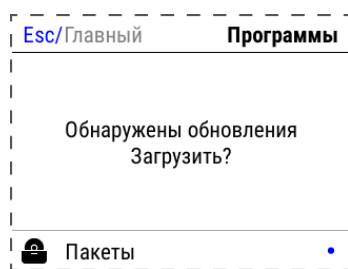 Esc/Главный Программы
Обнаружены обновления
Загрузить?
Пакеты